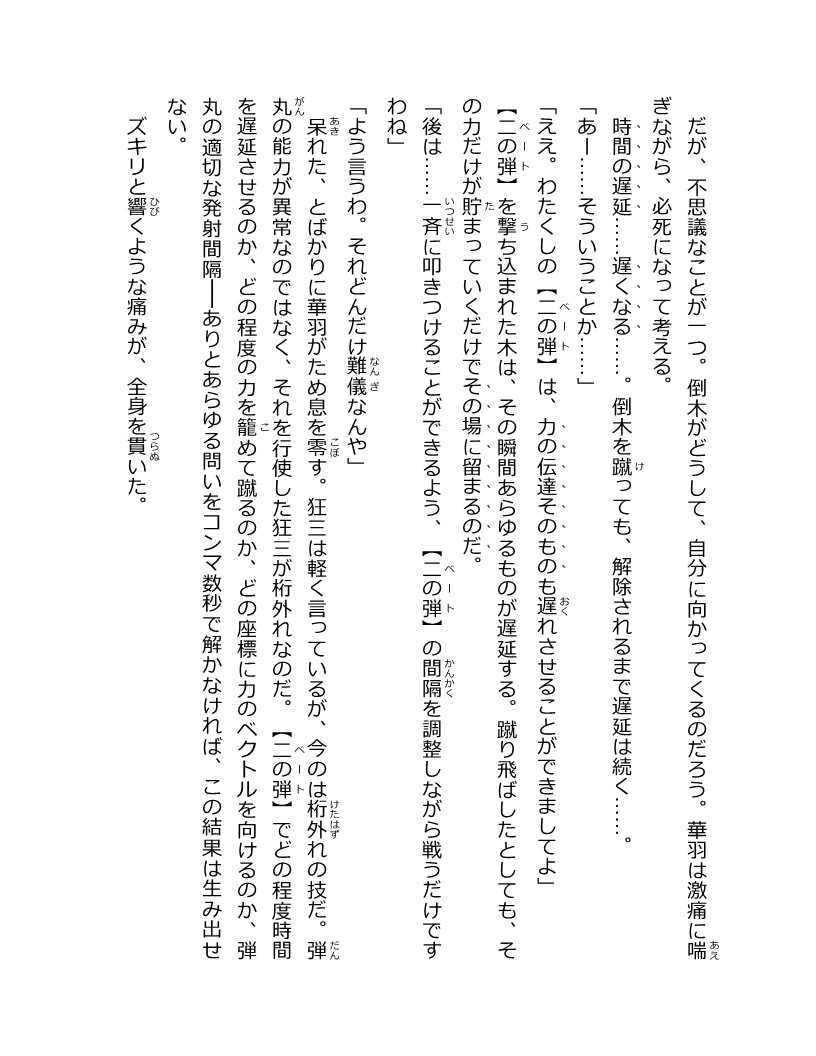 だが、不思議なことが一つ。倒木がどうして、自分に向かってくるのだろう。華羽は激痛に喘
ぎながら、必死になって考える。
時間の遅延……遅くなる……。倒木を蹴っても、解除されるまで遅延は続く……。
「あー……そういうことか……」
「ええ。わたくしの【二の弾】は、力の伝達そのものも遅れさせることができましてよ」
【二の弾】を撃ち込まれた木は、その瞬間あらゆるものが遅延する。蹴り飛ばしたとしても、そ
の力だけが貯まっていくだけでその場に留まるのだ。
「後は……一斉に叩きつけることができるよう、【二の弾】の間隔を調整しながら戦うだけです
わね」
「よう言うわ。それどんだけ難儀なんや」
呆れた、とばかりに華羽がため息を零す。狂三は軽く言っているが、今のは桁外れの技だ。弾
丸の能力が異常なのではなく、それを行使した狂三が桁外れなのだ。【二の弾】でどの程度時間
を遅延させるのか、どの程度の力を籠めて蹴るのか、どの座標に力のベクトルを向けるのか、弾
丸の適切な発射間隔――ありとあらゆる問いをコンマ数秒で解かなければ、この結果は生み出せ
ない。
ズキリと響くような痛みが、全身を貫いた。